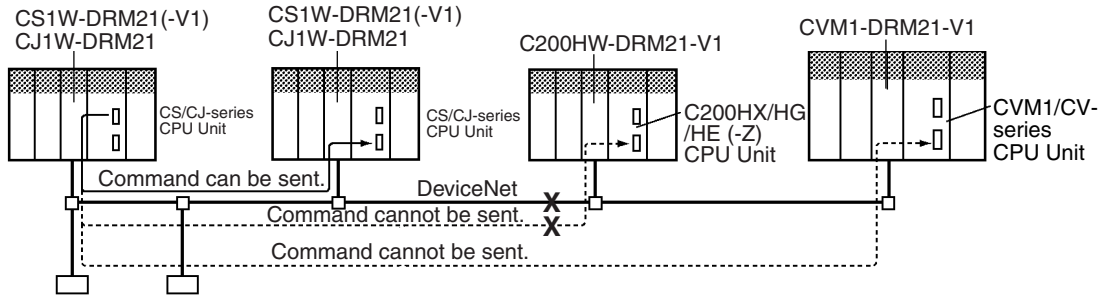 CS1W-DRM21(-V1)
CJ1W-DRM21
CS1W-DRM21(-V1)
CJ1W-DRM21
C200HW-DRM21-V1
CVM1-DRM21-V1
CS/CJ-series
CPU Unit
CS/CJ-series
CPU Unit
C200HX/HG
/HE (-Z)
CPU Unit
CVM1/CV-
series
CPU Unit
Command can be sent.
DeviceNet
X
Command cannot be sent.
X
Command cannot be sent.